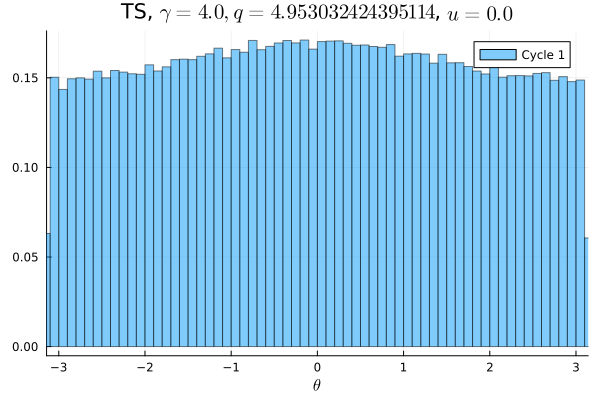 TS, γ = 4.0, q = 4.953032424395114, u = 0.0
Cycle 1
0.15
0.10
0.05
0.00
−3 −2 −1 0 1 2 3
θ